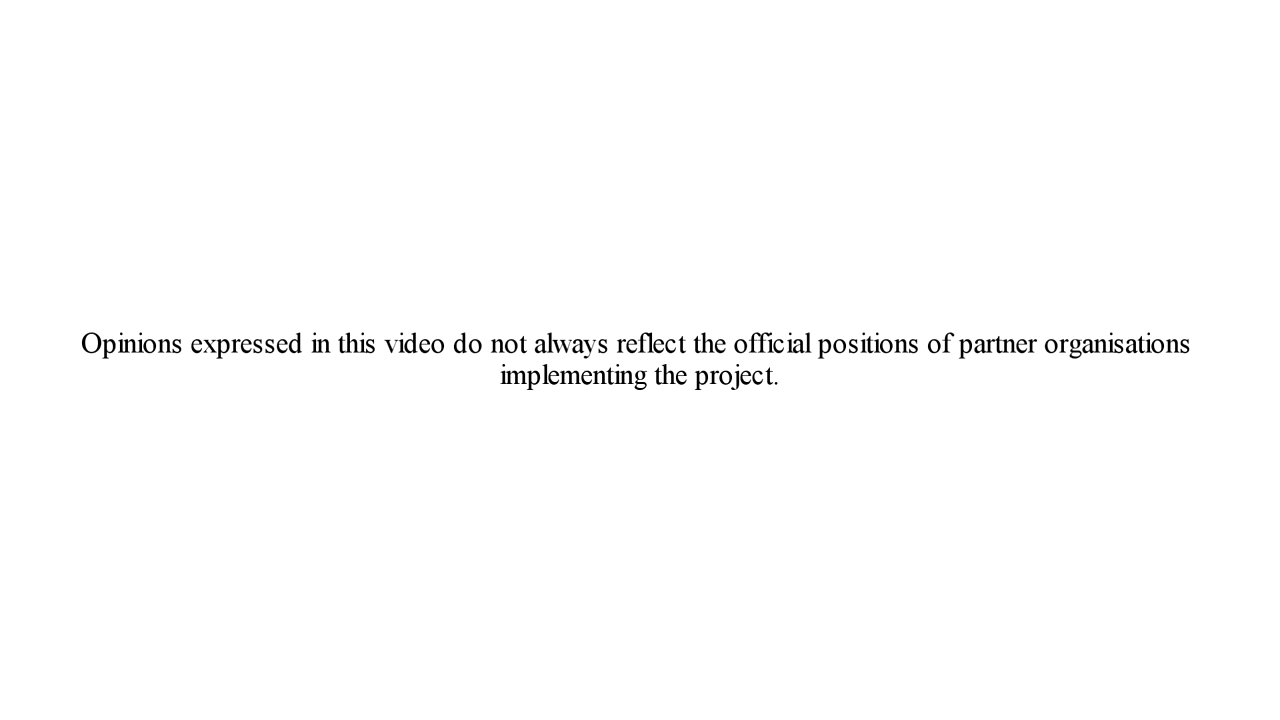 Opinions expressed in this video do not always reflect the official positions of partner organisations
implementing the project.